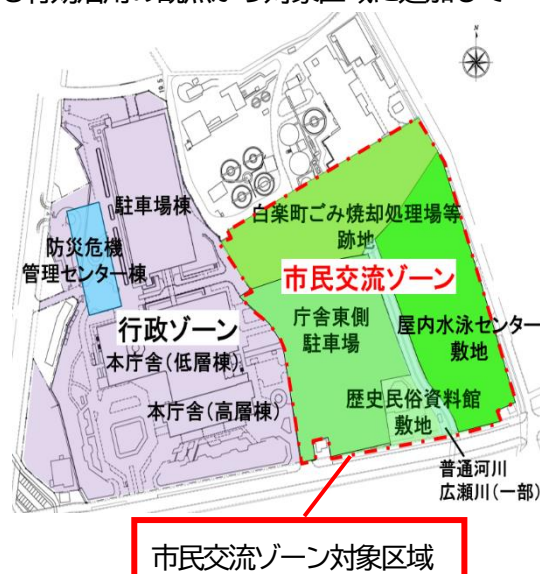 N
19.5
駐車場棟
白楽町ごみ焼却処理場等
跡地
防災危機
管理センター棟
市民交流ゾーン
行政ゾーン
庁舎東側
駐車場
屋内水泳センター
敷地
本庁舎(低層棟)
本庁舎(高層棟)
歴史民俗資料館
敷地
普通河川
広瀬川(一部)
市民交流ゾーン対象区域